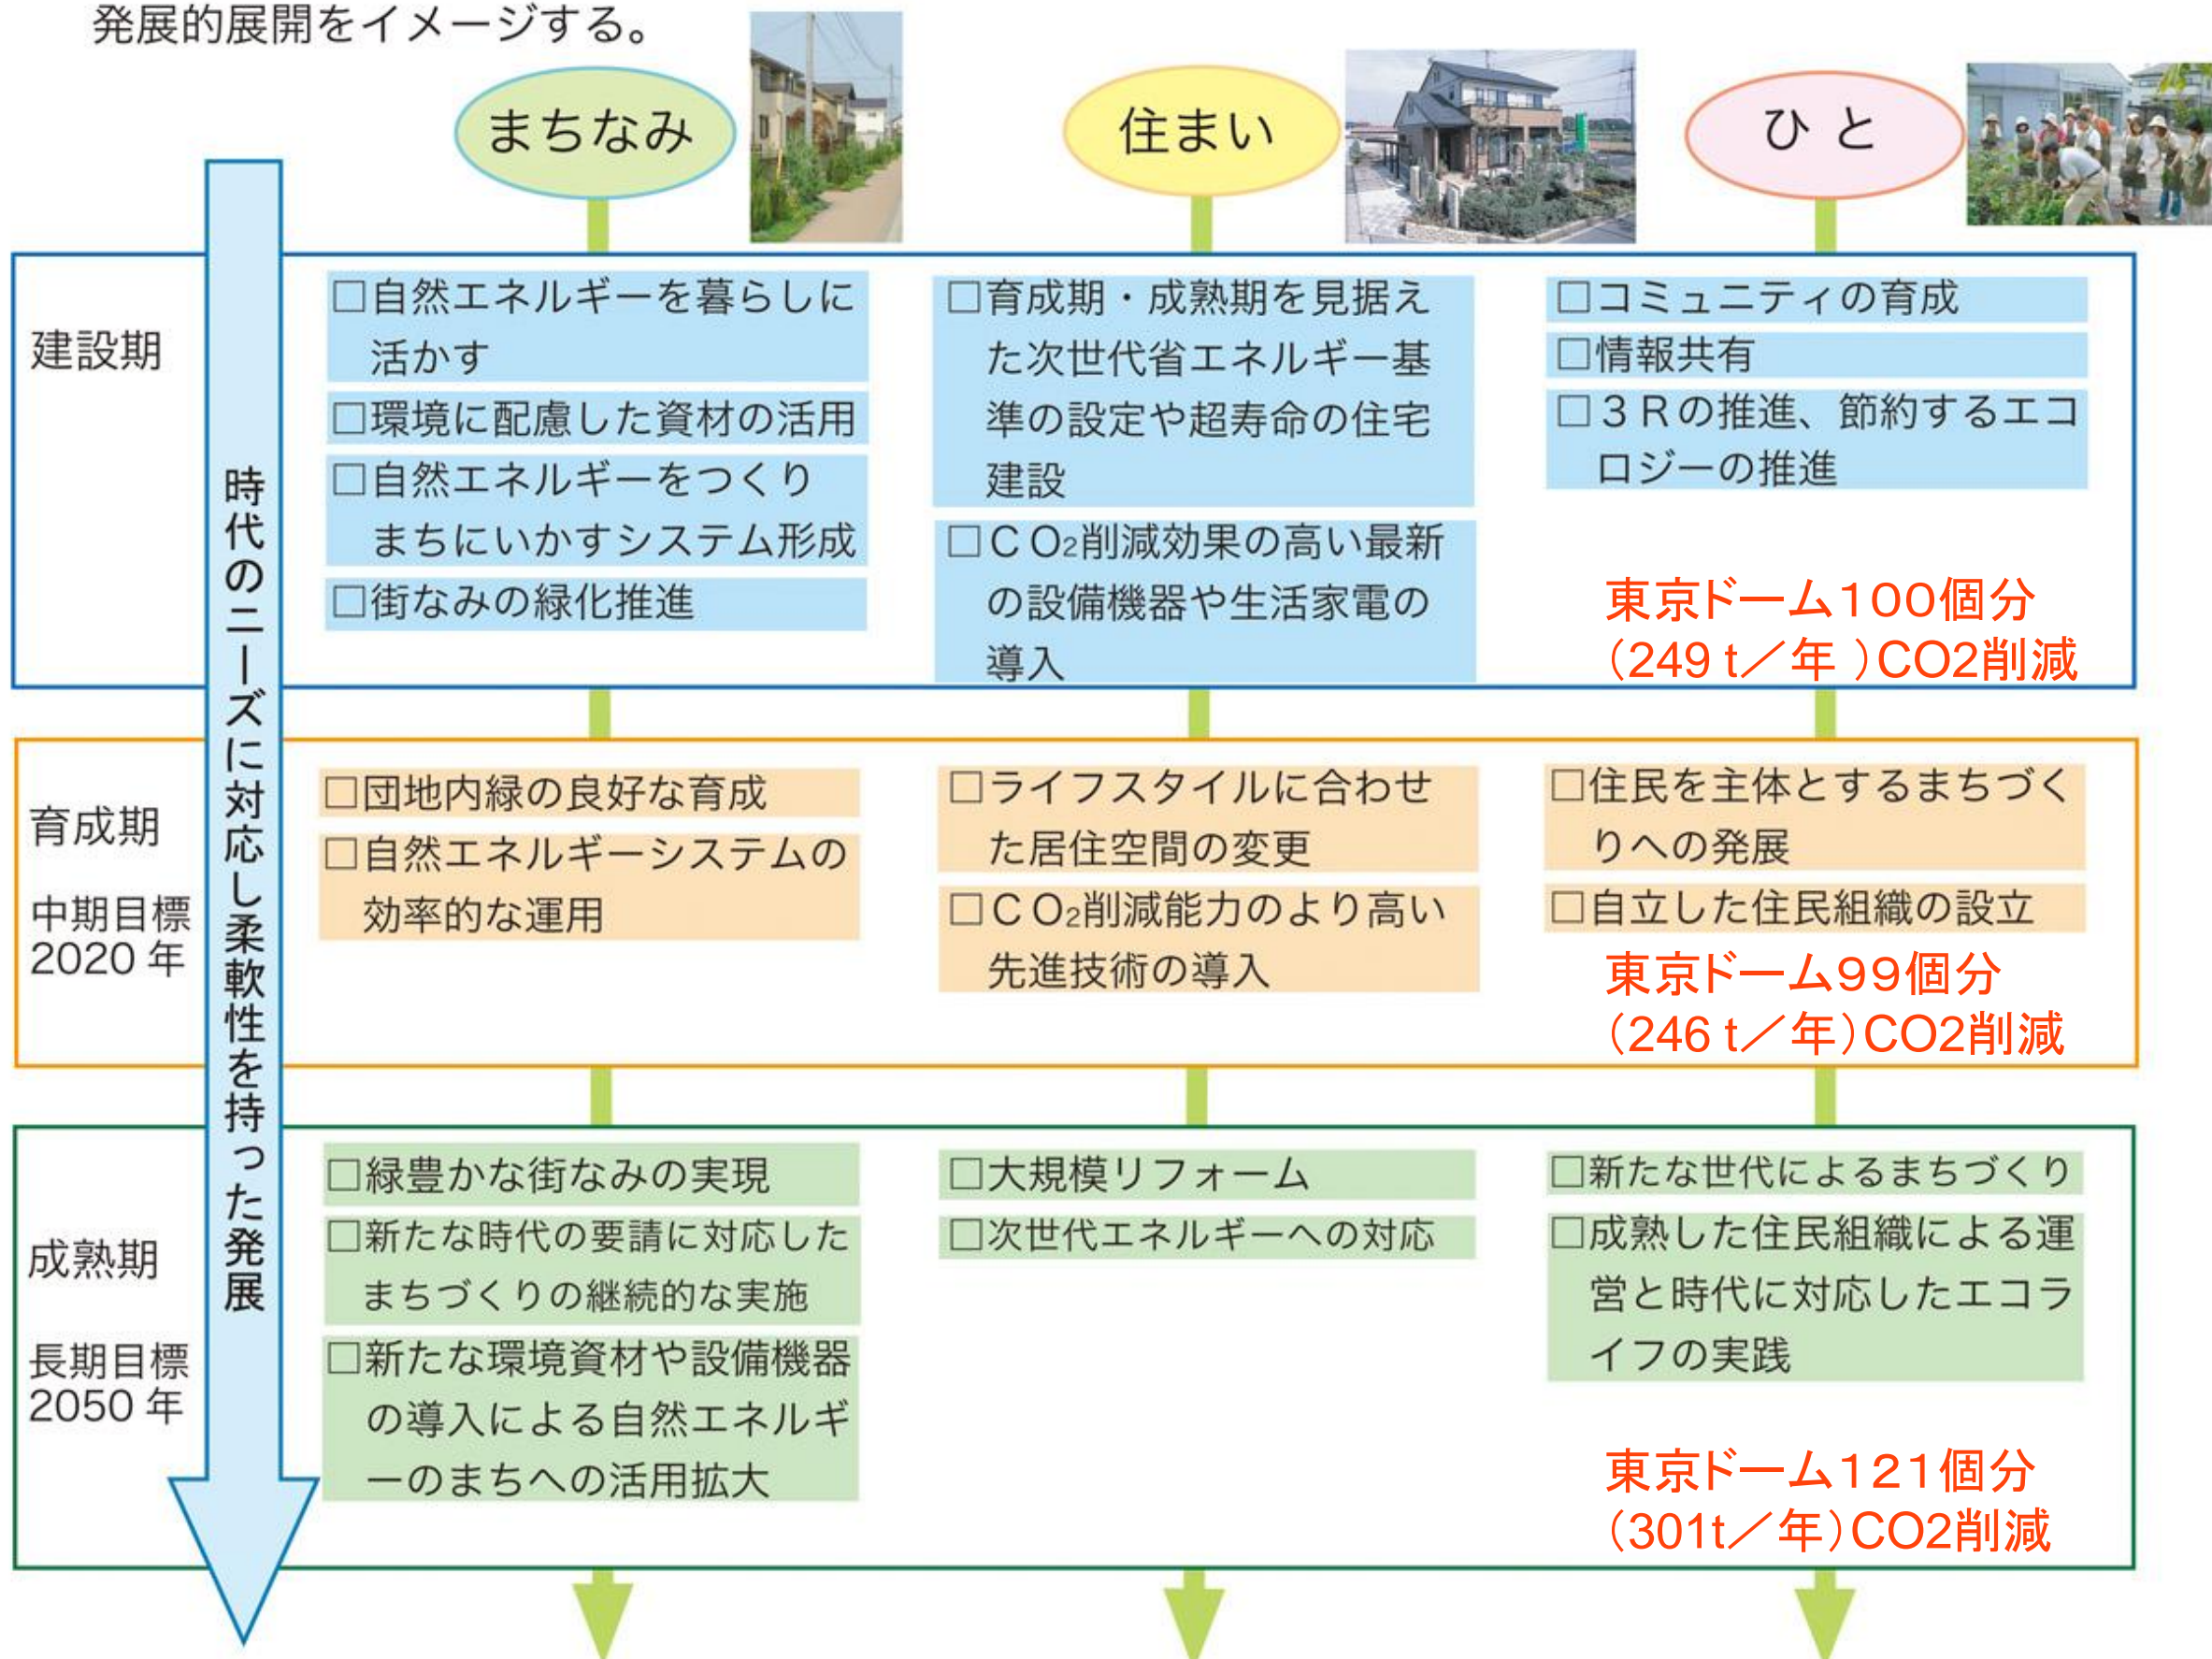 発展的展開をイメージする。
まちなみ
住まい
ひ と
時代のニーズに対応し柔軟性を持った発展
建設期
□自然エネルギーを暮らしに
活かす
□環境に配慮した資材の活用
□自然エネルギーをつくり
まちにいかすシステム形成
□街なみの緑化推進
□育成期・成熟期を見据え
た次世代省エネルギー基
準の設定や超寿命の住宅
建設
□ＣＯ₂削減効果の高い最新
の設備機器や生活家電の
導入
□コミュニティの育成
□情報共有
□３Ｒの推進、節約するエコ
ロジーの推進
東京ドーム１００個分
（249 t／年 ）CO2削減
育成期
中期目標
2020 年
□団地内緑の良好な育成
□自然エネルギーシステムの
効率的な運用
□ライフスタイルに合わせ
た居住空間の変更
□ＣＯ₂削減能力のより高い
先進技術の導入
□住民を主体とするまちづく
りへの発展
□自立した住民組織の設立
東京ドーム９９個分
（246 t／年）CO2削減
成熟期
長期目標
2050 年
□緑豊かな街なみの実現
□新たな時代の要請に対応した
まちづくりの継続的な実施
□新たな環境資材や設備機器
の導入による自然エネルギ
ーのまちへの活用拡大
□大規模リフォーム
□次世代エネルギーへの対応
□新たな世代によるまちづくり
□成熟した住民組織による運
営と時代に対応したエコラ
イフの実践
東京ドーム１２１個分
（301t／年）CO2削減